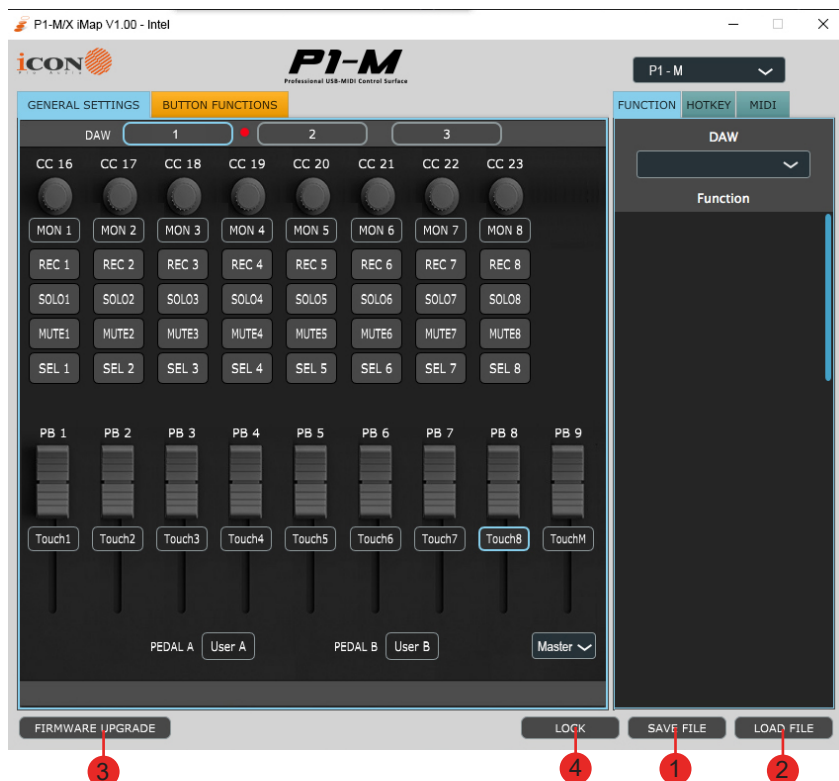 P1-M/X iMap V1.00 - Intel
iCON
Pro Audio
P1-M
Professional USB-MIDI Control Surface
P1 - M
GENERAL SETTINGS BUTTON FUNCTIONS
FUNCTION HOTKEY MIDI
DAW 1 2 3
DAW
CC 16 CC 17 CC 18 CC 19 CC 20 CC 21 CC 22 CC 23
Function
MON 1 MON 2 MON 3 MON 4 MON 5 MON 6 MON 7 MON 8
REC 1 REC 2 REC 3 REC 4 REC 5 REC 6 REC 7 REC 8
SOLO1 SOLO2 SOLO3 SOLO4 SOLO5 SOLO6 SOLO7 SOLO8
MUTE1 MUTE2 MUTE3 MUTE4 MUTE5 MUTE6 MUTE7 MUTE8
SEL 1 SEL 2 SEL 3 SEL 4 SEL 5 SEL 6 SEL 7 SEL 8
PB 1 PB 2 PB 3 PB 4 PB 5 PB 6 PB 7 PB 8 PB 9
Touch1 Touch2 Touch3 Touch4 Touch5 Touch6 Touch7 Touch8 TouchM
PEDAL A User A PEDAL B User B Master
FIRMWARE UPGRADE LOCK SAVE FILE LOAD FILE
3 4 1 2